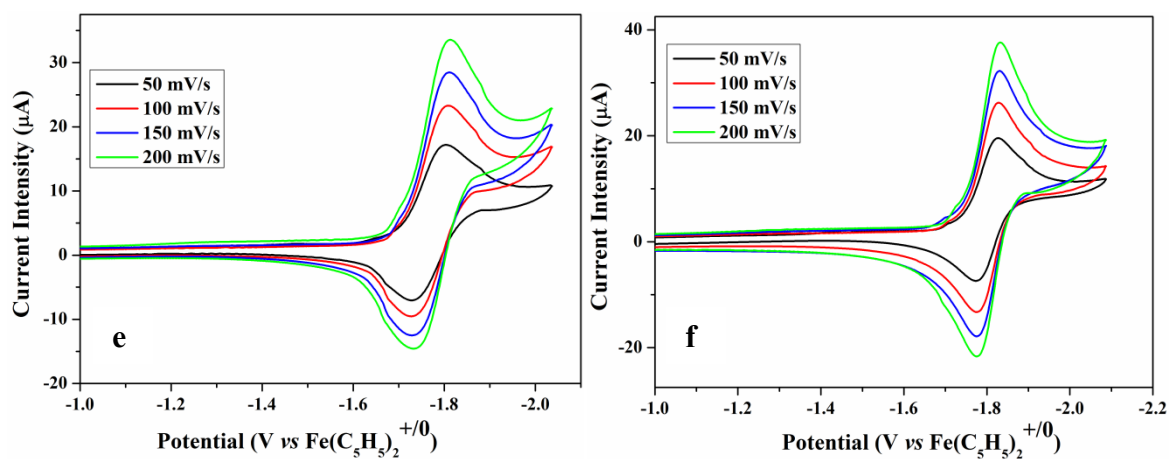 Current Intensity (µA)
30
20
10
0
-10
-20
50 mV/s
100 mV/s
150 mV/s
200 mV/s
e
-1.0
-1.2
-1.4
-1.6
-1.8
-2.0
Potential (V vs Fe(C₅H₅)₂⁺/⁰)
Current Intensity (µA)
40
20
0
-20
50 mV/s
100 mV/s
150 mV/s
200 mV/s
f
-1.0
-1.2
-1.4
-1.6
-1.8
-2.0
-2.2
Potential (V vs Fe(C₅H₅)₂⁺/⁰)